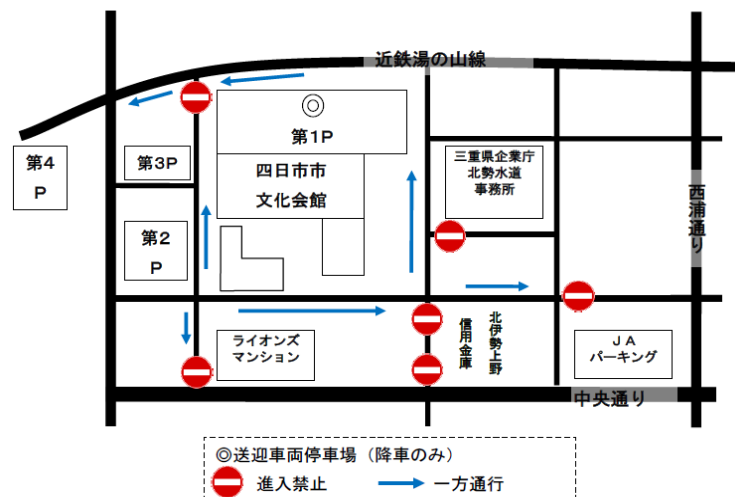 近鉄湯の山線
第1P
四日市市
文化会館
第3P
第4
P
第2
P
三重県企業庁
北勢水道
事務所
西浦通り
ライオンズ
マンション
北伊勢上野
信用金庫
JA
パーキング
中央通り
◎送迎車両停車場（降車のみ）
進入禁止
一方通行